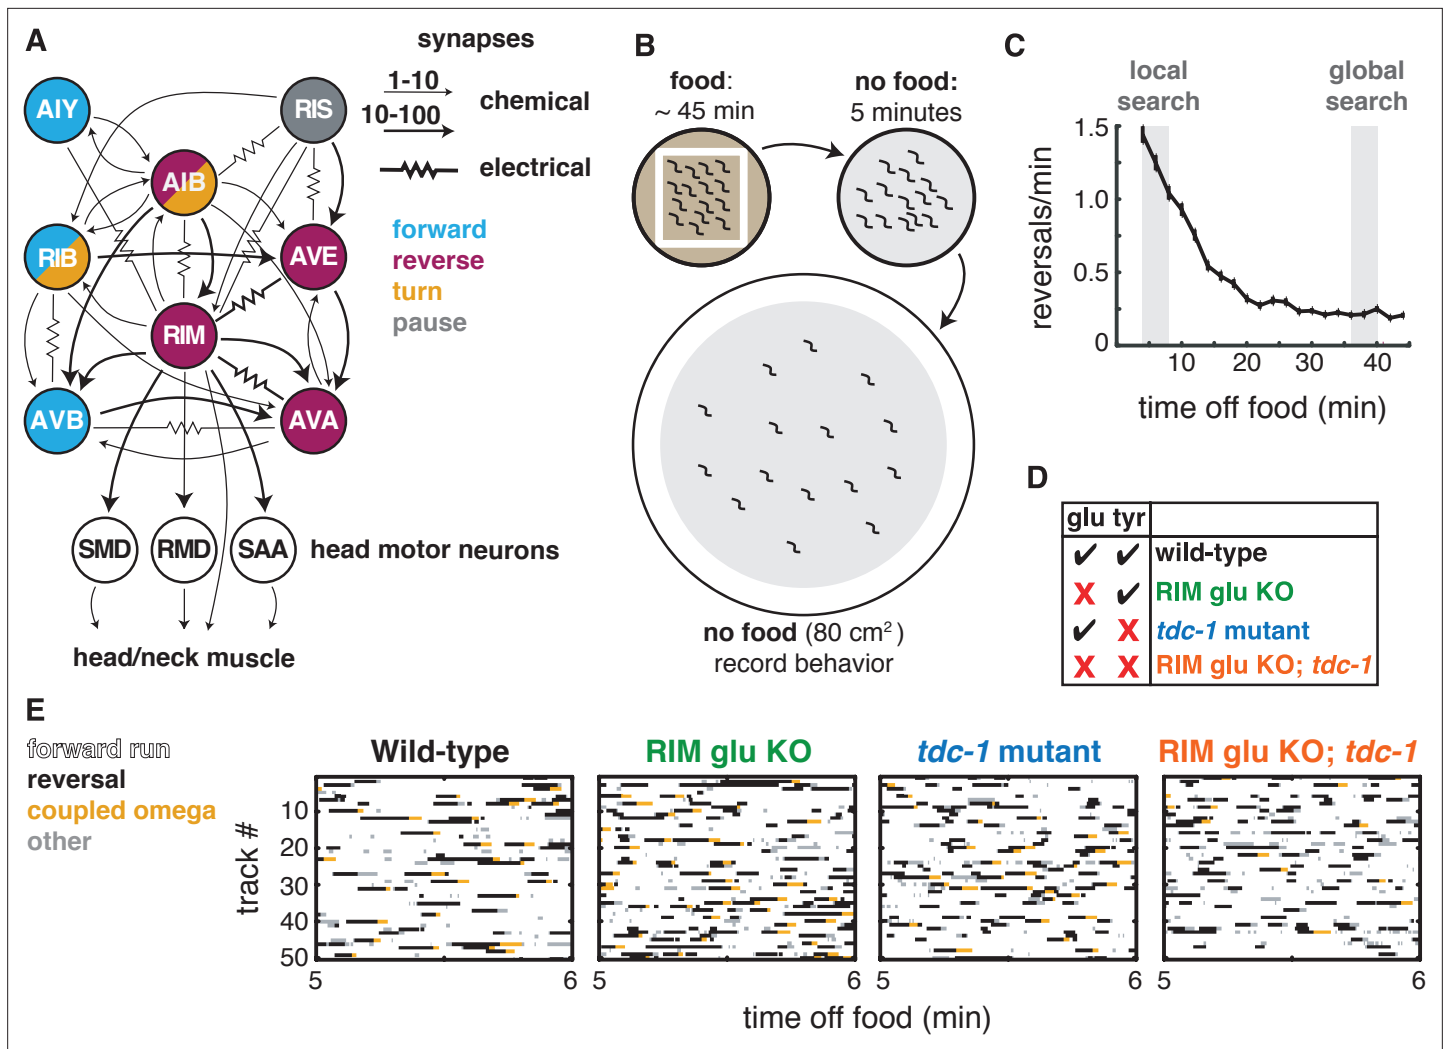 A
synapses
1-10
10-100
chemical
electrical
forward
reverse
turn
pause
AIY
RIS
AIB
RIB
AVE
RIM
AVB
AVA
SMD
RMD
SAA
head motor neurons
head/neck muscle
B
food:
~ 45 min
no food:
5 minutes
no food (80 cm²)
record behavior
C
local
search
global
search
1.5
1.0
0.5
0
reversals/min
10
20
30
40
time off food (min)
D
glu tyr
✔ ✔ wild-type
X ✔ RIM glu KO
✔ X tdc-1 mutant
X X RIM glu KO; tdc-1
E
forward run
reversal
coupled omega
other
Wild-type
RIM glu KO
tdc-1 mutant
RIM glu KO; tdc-1
track #
10
20
30
40
50
5 6
5 6
5 6
5 6
time off food (min)